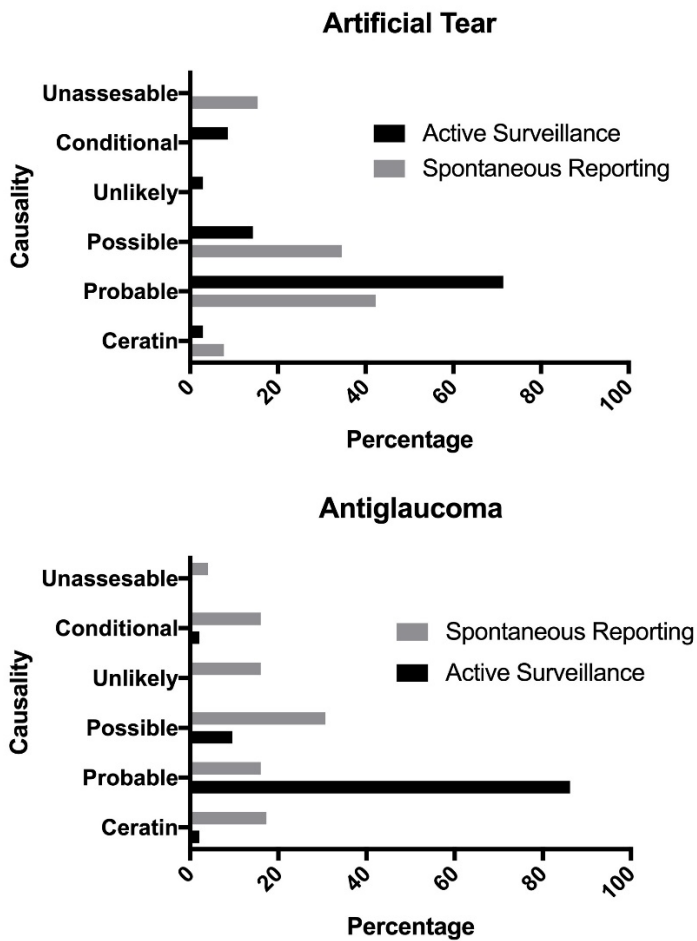 Artificial Tear
Unassesable
Conditional
Unlikely
Possible
Probable
Ceratin
Causality
Active Surveillance
Spontaneous Reporting
0
20
40
60
80
100
Percentage
Antiglaucoma
Unassesable
Conditional
Unlikely
Possible
Probable
Ceratin
Causality
Spontaneous Reporting
Active Surveillance
0
20
40
60
80
100
Percentage